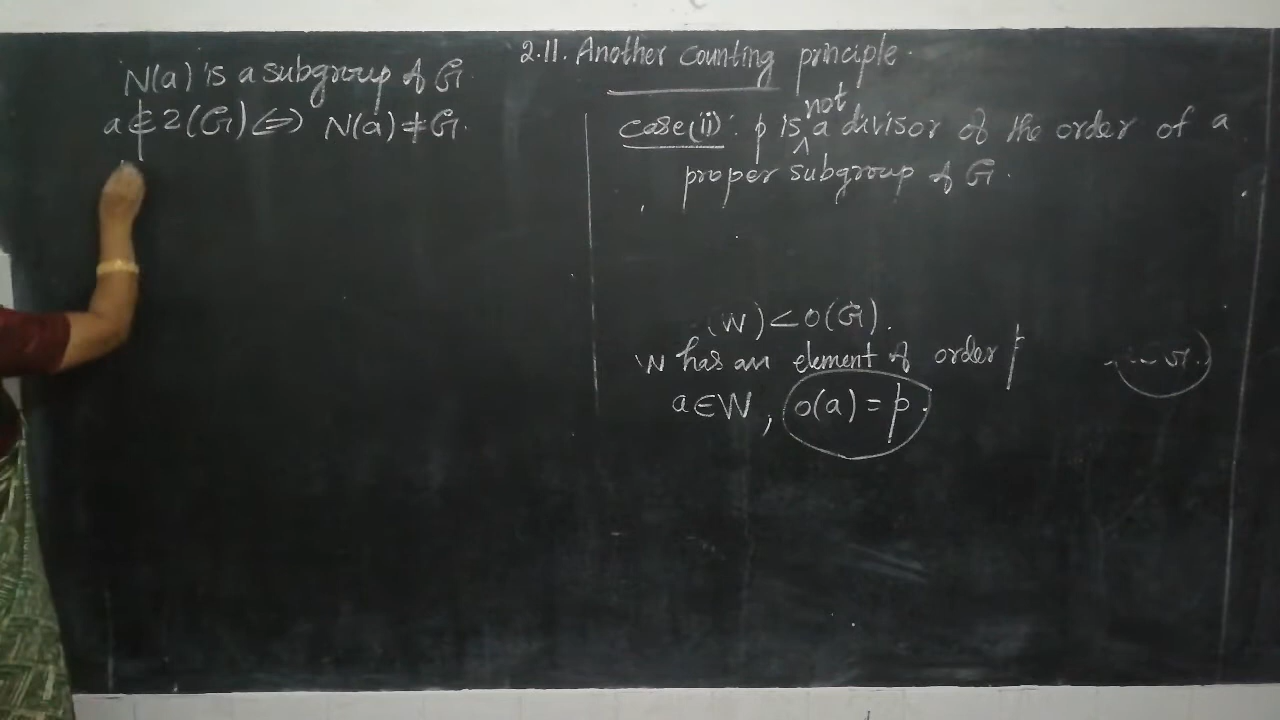 N(a) is a subgroup of G
a ∉ Z(G) ⇔ N(a) ≠ G.
2.11. Another counting principle.
Case(ii): p is not a divisor of the order of a
proper subgroup of G.
(W) < o(G).
W has an element of order p
a ∈ W, o(a) = p.